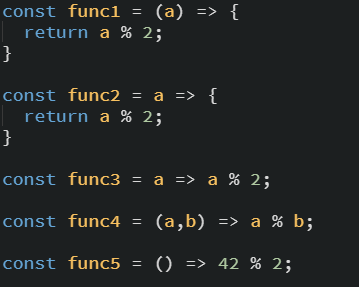 const func1 = (a) => {
  return a % 2;
}
const func2 = a => {
  return a % 2;
}
const func3 = a => a % 2;
const func4 = (a,b) => a % b;
const func5 = () => 42 % 2;